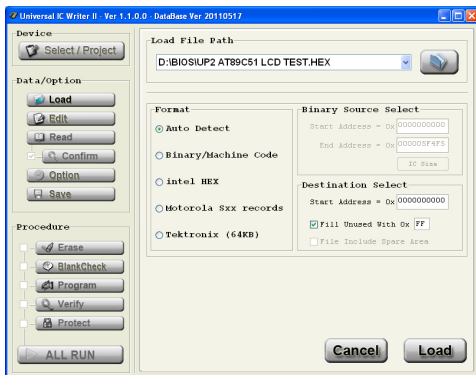 Universal IC Writer II - Ver 1.1.0.0 - DataBase Ver 20110517
Device
Select / Project
Data/Option
Load
Edit
Read
Confirm
Option
Save
Procedure
Erase
BlankCheck
Program
Verify
Protect
ALL RUN
Load File Path
D:\BIOS\UP2 AT89C51 LCD TEST.HEX
Format
Auto Detect
Binary/Machine Code
intel HEX
Motorola Sxx records
Tektronix (64KB)
Binary Source Select
Start Address = 0x 0000000000
End Address = 0x 000005F4F5
IC Size
Destination Select
Start Address = 0x 0000000000
Fill Unused With 0x FF
File Include Spare Area
Cancel
Load